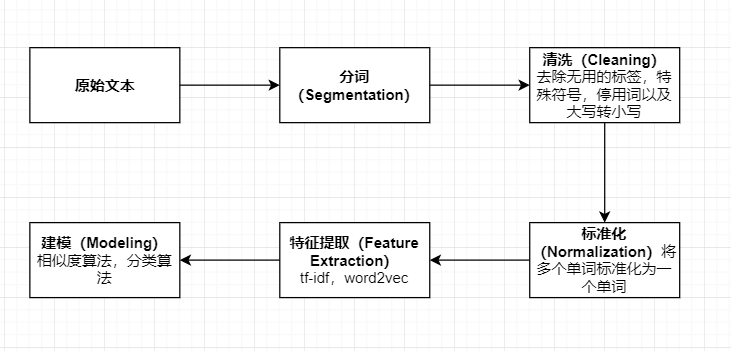 原始文本
分词
（Segmentation）
清洗（Cleaning）
去除无用的标签，特
殊符号，停用词以及
大写转小写
标准化
（Normalization）将
多个单词标准化为一
个单词
特征提取（Feature
Extraction）
tf-idf，word2vec
建模（Modeling）
相似度算法，分类算
法